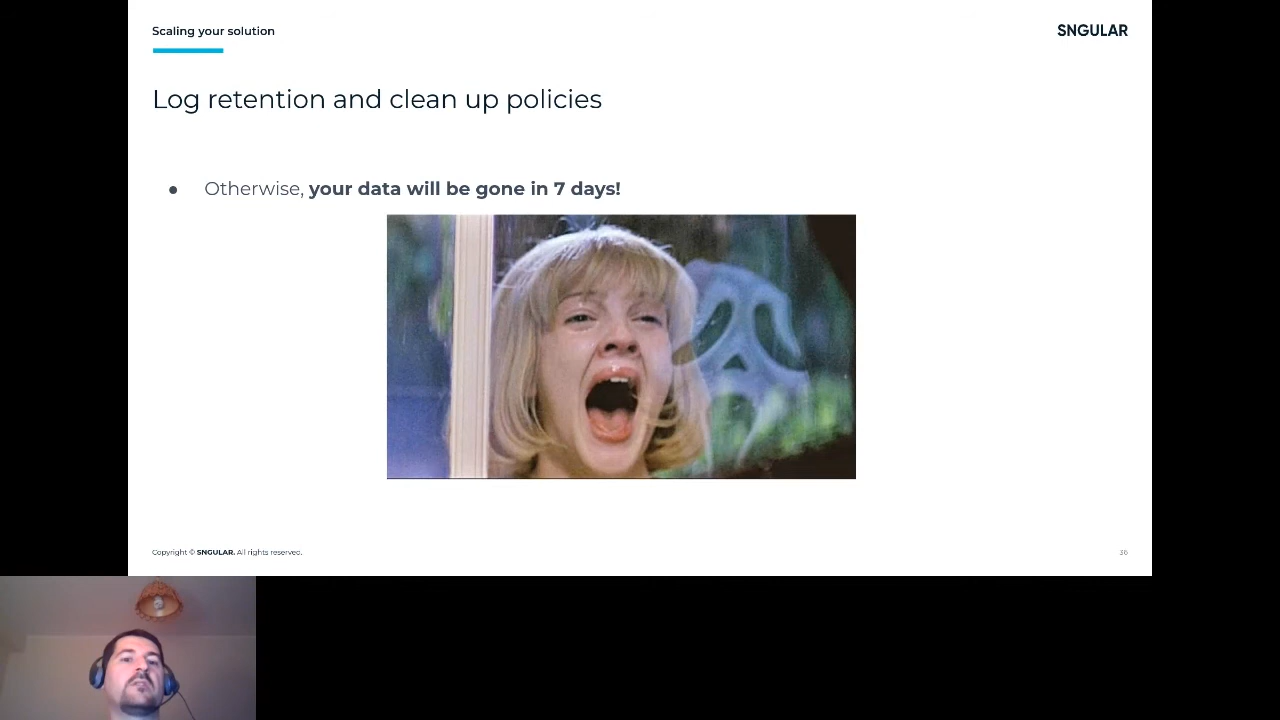 Scaling your solution
SNGULAR
Log retention and clean up policies
● Otherwise, your data will be gone in 7 days!
Copyright © SNGULAR. All rights reserved.
36